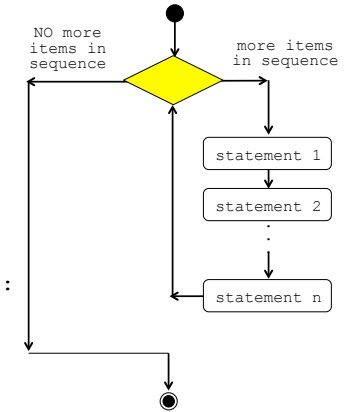 NO more
items in
sequence
more items
in sequence
statement 1
statement 2
.
.
.
statement n
: